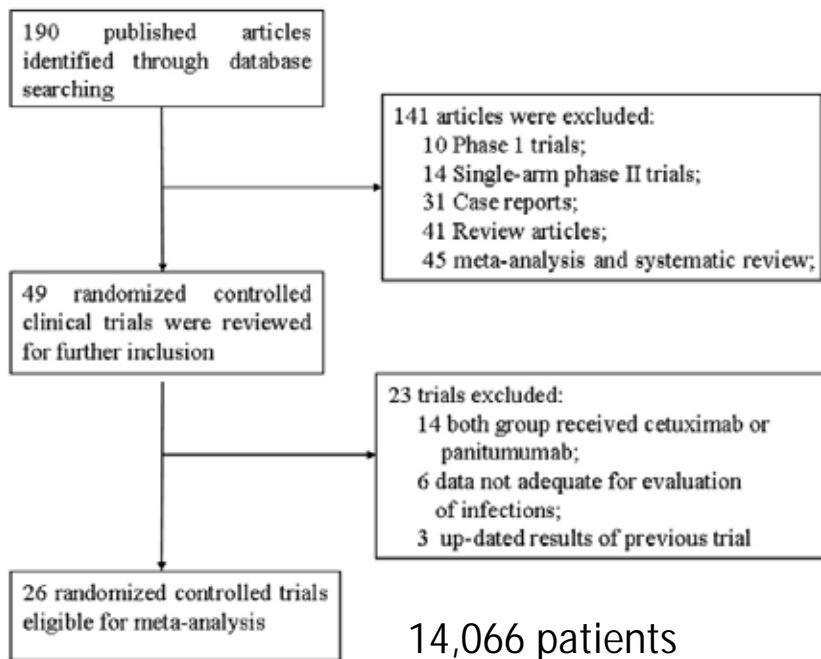 190 published articles
identified through database
searching
141 articles were excluded:
10 Phase 1 trials;
14 Single-arm phase II trials;
31 Case reports;
41 Review articles;
45 meta-analysis and systematic review;
49 randomized controlled
clinical trials were reviewed
for further inclusion
23 trials excluded:
14 both group received cetuximab or
panitumumab;
6 data not adequate for evaluation
of infections;
3 up-dated results of previous trial
26 randomized controlled trials
eligible for meta-analysis
14,066 patients